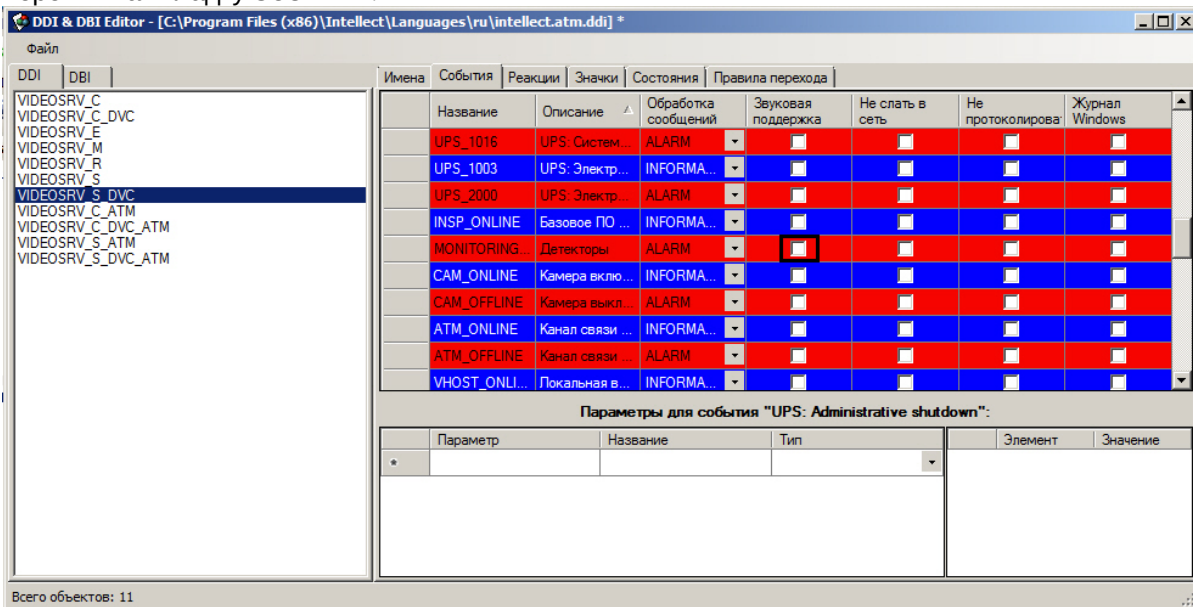 DDI & DBI Editor - [C:\Program Files (x86)\Intellect\Languages\ru\intellect.atm.ddi] *
Файл
DDI DBI
Имена События Реакции Значки Состояния Правила перехода
VIDEOSRV_C
VIDEOSRV_C_DVC
VIDEOSRV_E
VIDEOSRV_M
VIDEOSRV_R
VIDEOSRV_S
VIDEOSRV_S_DVC
VIDEOSRV_C_ATM
VIDEOSRV_C_DVC_ATM
VIDEOSRV_S_ATM
VIDEOSRV_S_DVC_ATM
Название Описание Обработка сообщений Звуковая поддержка Не слать в сеть Не протоколироват Журнал Windows
UPS_1016 UPS: Систем... ALARM
UPS_1003 UPS: Электр... INFORMA...
UPS_2000 UPS: Электр... ALARM
INSP_ONLINE Базовое ПО ... INFORMA...
MONITORING... Детекторы ALARM
CAM_ONLINE Камера вклю... INFORMA...
CAM_OFFLINE Камера выкл... ALARM
ATM_ONLINE Канал связи ... INFORMA...
ATM_OFFLINE Канал связи ... ALARM
VHOST_ONLI... Локальная в... INFORMA...
Параметры для события "UPS: Administrative shutdown":
Параметр Название Тип
Элемент Значение
*
Всего объектов: 11